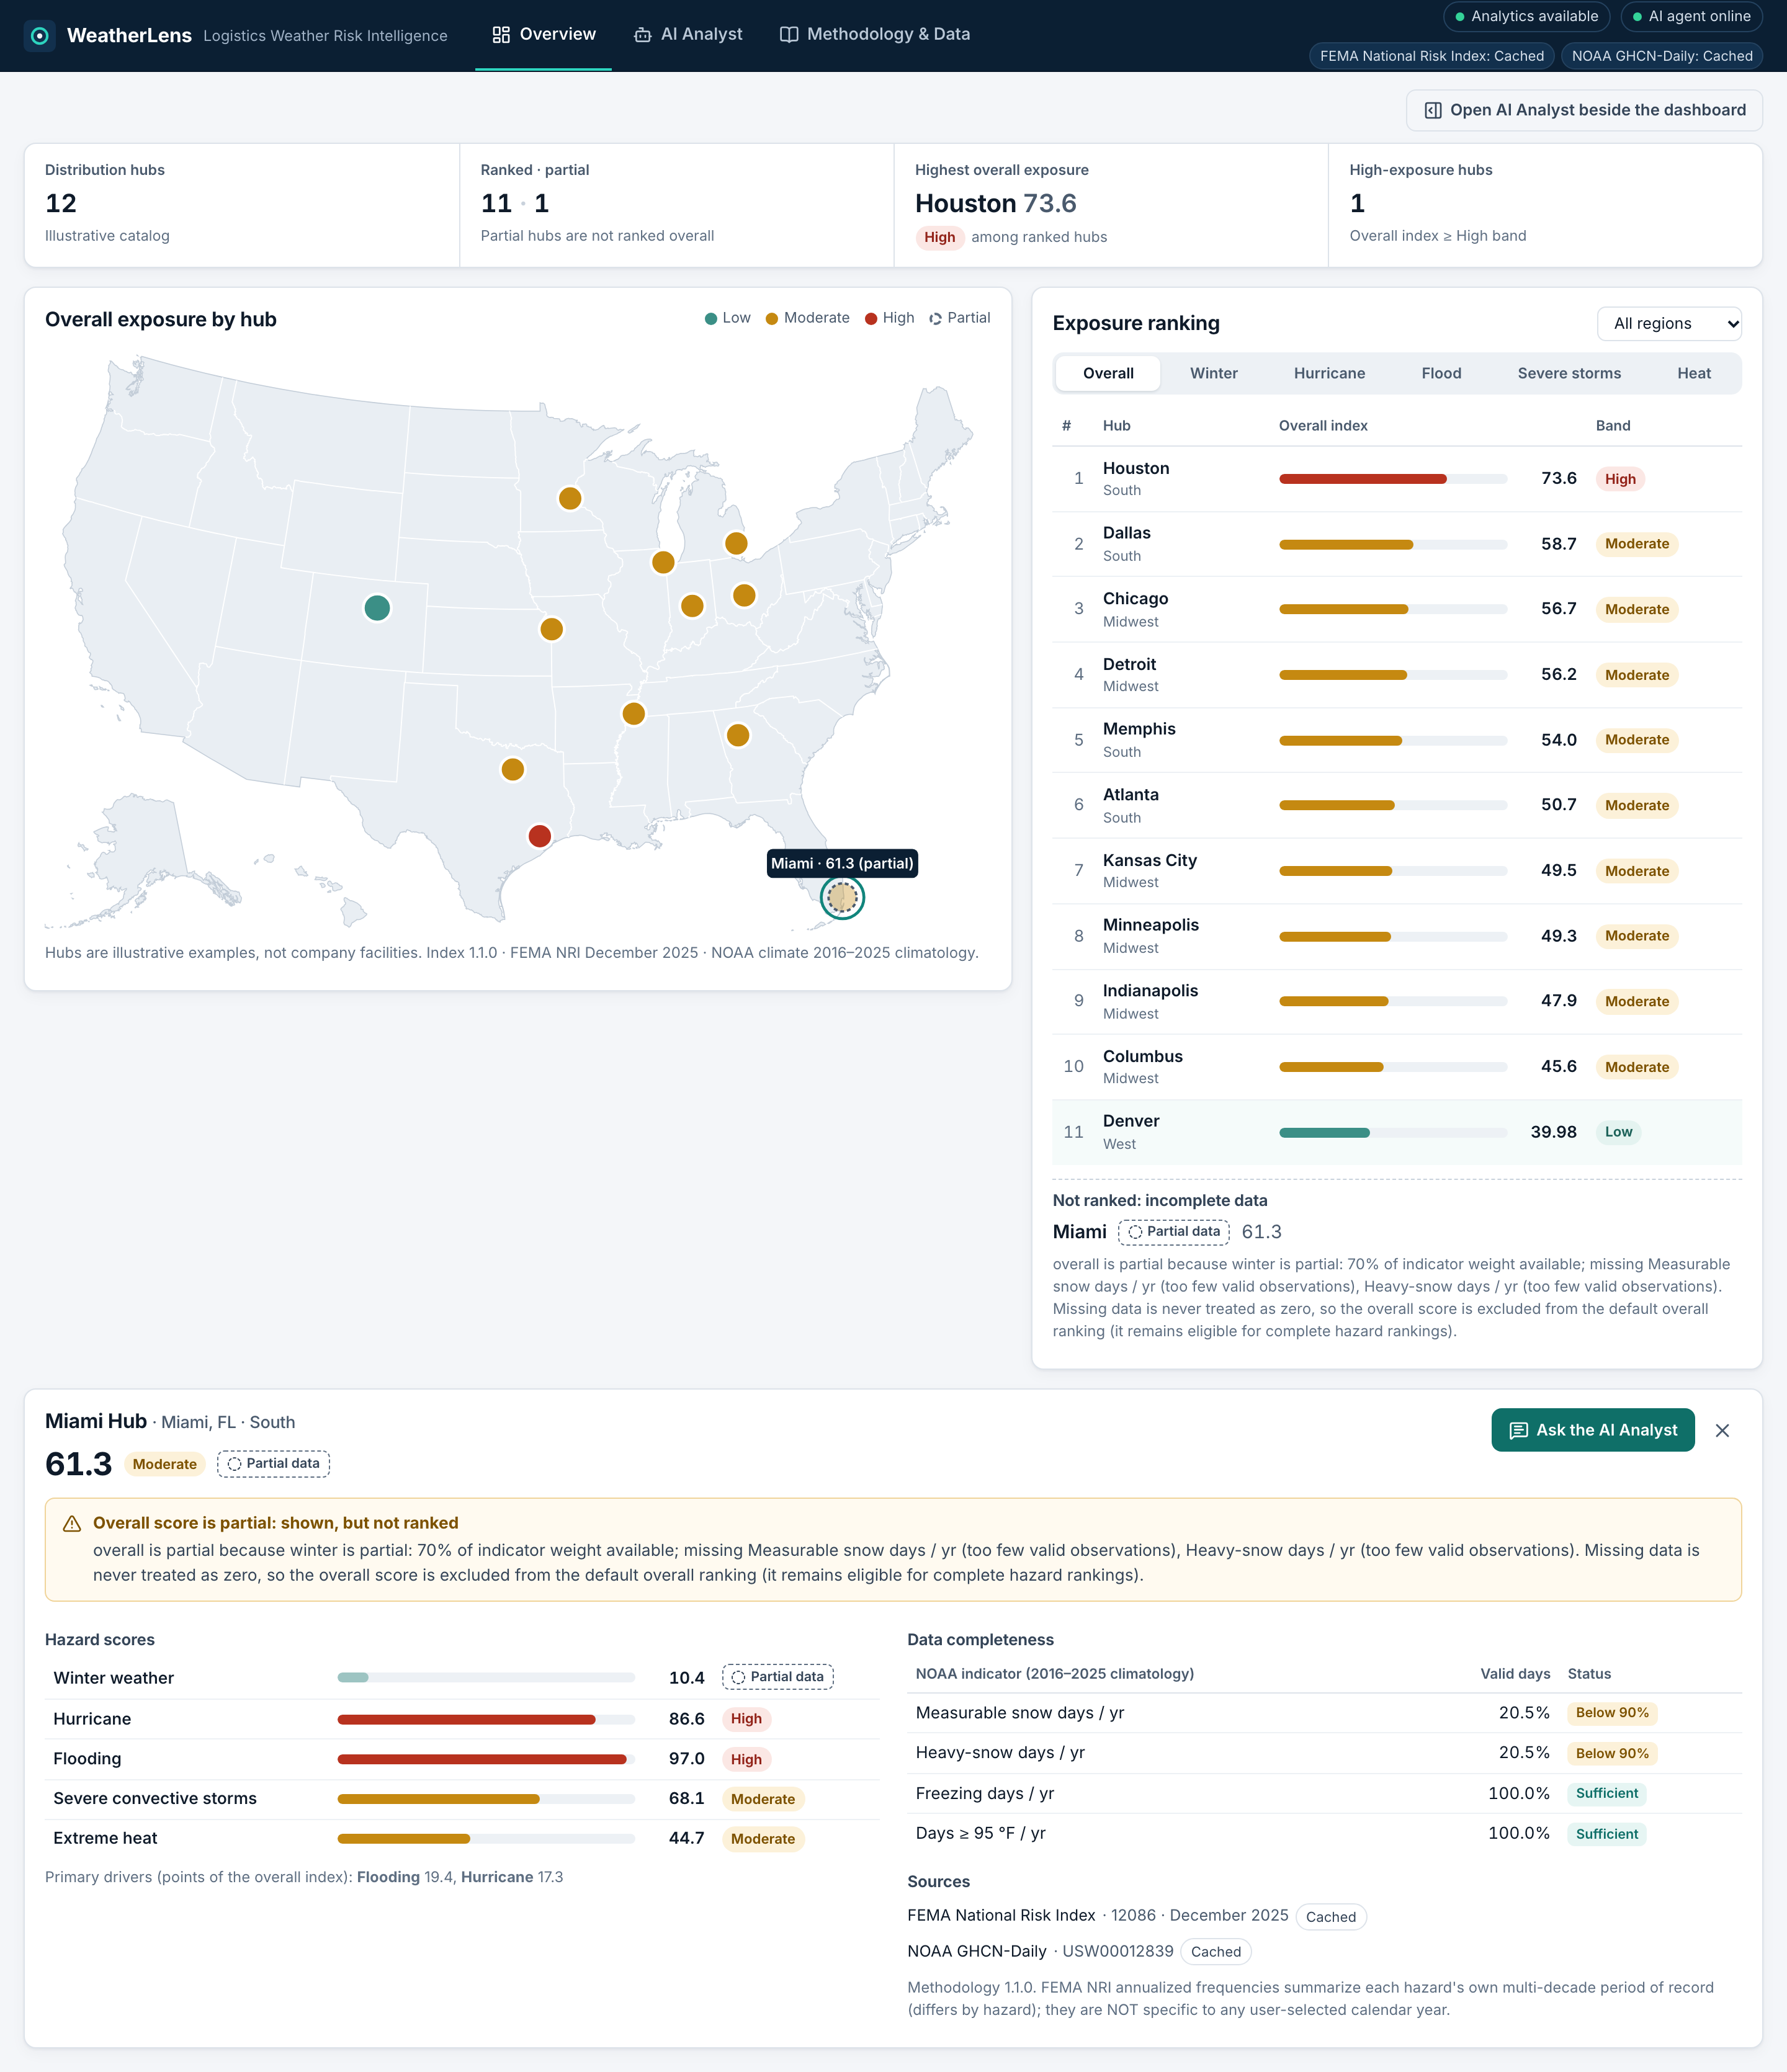 WeatherLens Logistics Weather Risk Intelligence
Overview
AI Analyst
Methodology & Data
Analytics available
AI agent online
FEMA National Risk Index: Cached
NOAA GHCN-Daily: Cached
Open AI Analyst beside the dashboard
Distribution hubs
12
Illustrative catalog
Ranked · partial
11 · 1
Partial hubs are not ranked overall
Highest overall exposure
Houston 73.6
High among ranked hubs
High-exposure hubs
1
Overall index ≥ High band
Overall exposure by hub
Low
Moderate
High
Partial
Miami · 61.3 (partial)
Hubs are illustrative examples, not company facilities. Index 1.1.0 · FEMA NRI December 2025 · NOAA climate 2016–2025 climatology.
Exposure ranking
All regions
Overall
Winter
Hurricane
Flood
Severe storms
Heat
# Hub Overall index Band
1 Houston 73.6 High
South
2 Dallas 58.7 Moderate
South
3 Chicago 56.7 Moderate
Midwest
4 Detroit 56.2 Moderate
Midwest
5 Memphis 54.0 Moderate
South
6 Atlanta 50.7 Moderate
South
7 Kansas City 49.5 Moderate
Midwest
8 Minneapolis 49.3 Moderate
Midwest
9 Indianapolis 47.9 Moderate
Midwest
10 Columbus 45.6 Moderate
Midwest
11 Denver 39.98 Low
West
Not ranked: incomplete data
Miami Partial data 61.3
overall is partial because winter is partial: 70% of indicator weight available; missing Measurable
snow days / yr (too few valid observations), Heavy-snow days / yr (too few valid observations).
Missing data is never treated as zero, so the overall score is excluded from the default overall
ranking (it remains eligible for complete hazard rankings).
Miami Hub · Miami, FL · South
61.3 Moderate Partial data
Ask the AI Analyst
Overall score is partial: shown, but not ranked
overall is partial because winter is partial: 70% of indicator weight available; missing Measurable snow days / yr (too few valid observations), Heavy-snow days / yr (too few valid observations). Missing data is
never treated as zero, so the overall score is excluded from the default overall ranking (it remains eligible for complete hazard rankings).
Hazard scores
Winter weather 10.4 Partial data
Hurricane 86.6 High
Flooding 97.0 High
Severe convective storms 68.1 Moderate
Extreme heat 44.7 Moderate
Primary drivers (points of the overall index): Flooding 19.4, Hurricane 17.3
Data completeness
NOAA indicator (2016–2025 climatology) Valid days Status
Measurable snow days / yr 20.5% Below 90%
Heavy-snow days / yr 20.5% Below 90%
Freezing days / yr 100.0% Sufficient
Days ≥ 95 °F / yr 100.0% Sufficient
Sources
FEMA National Risk Index · 12086 · December 2025 Cached
NOAA GHCN-Daily · USW00012839 Cached
Methodology 1.1.0. FEMA NRI annualized frequencies summarize each hazard's own multi-decade period of record
(differs by hazard); they are NOT specific to any user-selected calendar year.